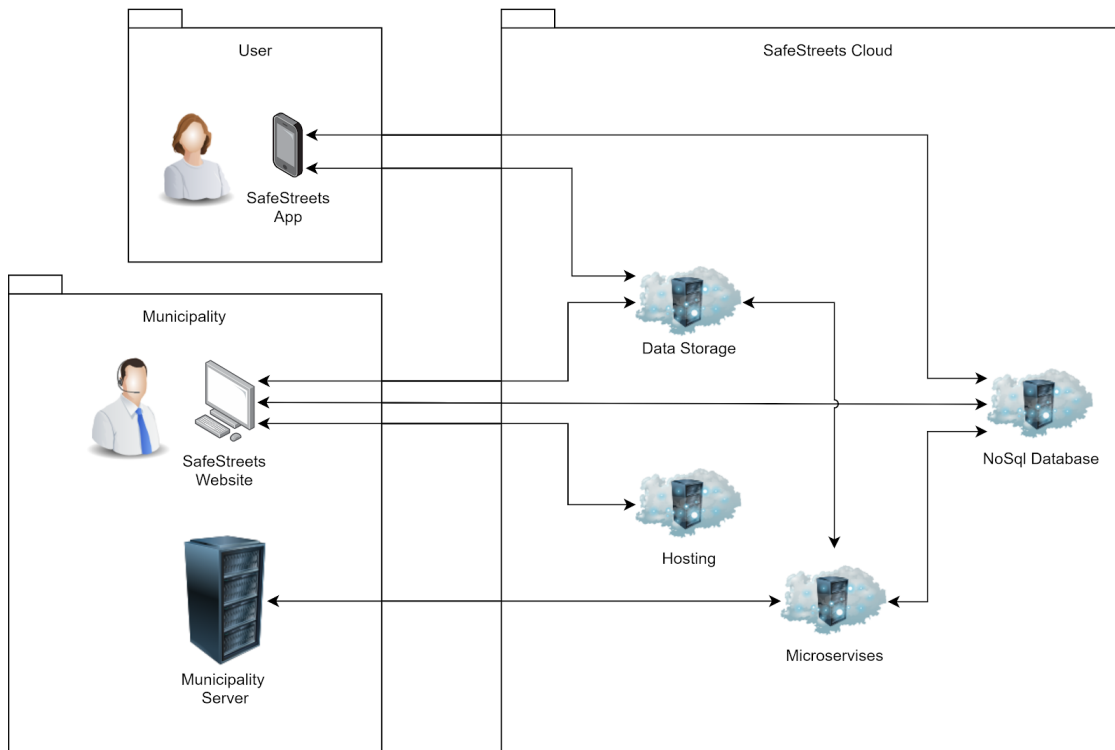 User
SafeStreets Cloud
SafeStreets
App
Municipality
Data Storage
SafeStreets
Website
NoSql Database
Hosting
Microservises
Municipality
Server